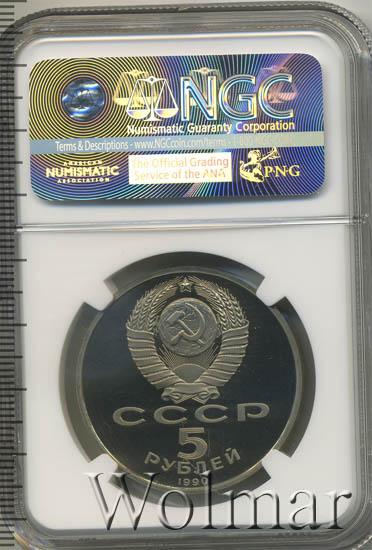 NGC
Numismatic Guaranty Corporation
Terms & Descriptions - www.NGCcoin.com/terms
AMERICAN
NUMISMATIC
ASSOCIATION
The Official Grading
Service of the ANA
PNG
СССР
5
РУБЛЕЙ
1990
Wolmar